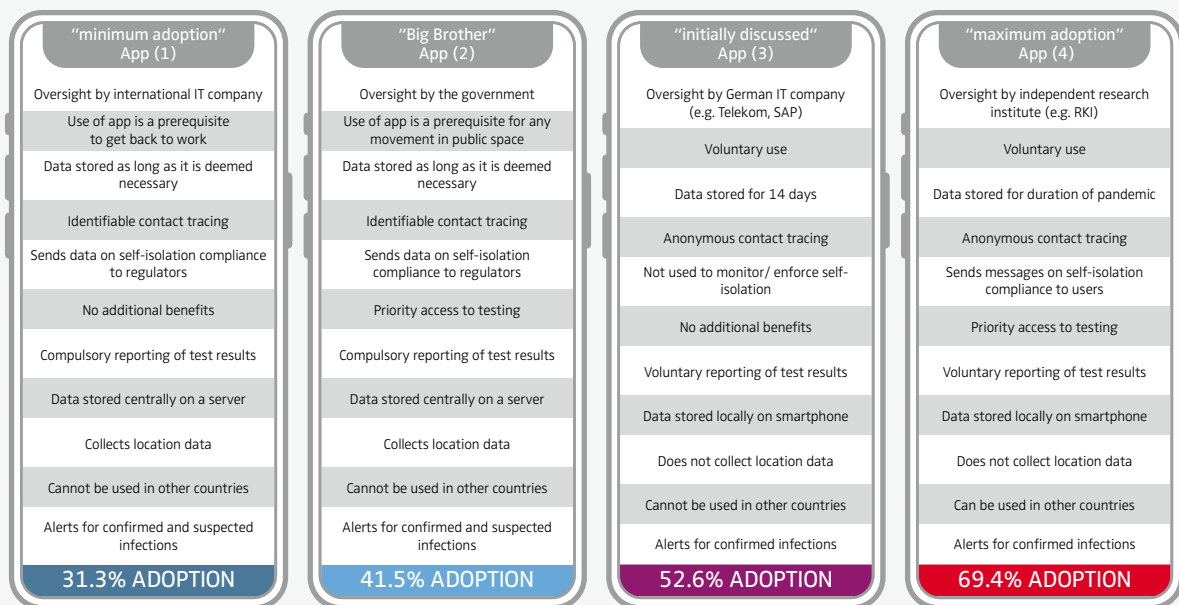 “minimum adoption“
App (1)
Oversight by international IT company
Use of app is a prerequisite
to get back to work
Data stored as long as it is deemed
necessary
Identifiable contact tracing
Sends data on self-isolation compliance
to regulators
No additional benefits
Compulsory reporting of test results
Data stored centrally on a server
Collects location data
Cannot be used in other countries
Alerts for confirmed and suspected
infections
31.3% ADOPTION
“Big Brother“
App (2)
Oversight by the government
Use of app is a prerequisite for any
movement in public space
Data stored as long as it is deemed
necessary
Identifiable contact tracing
Sends data on self-isolation
compliance to regulators
Priority access to testing
Compulsory reporting of test results
Data stored centrally on a server
Collects location data
Cannot be used in other countries
Alerts for confirmed and suspected
infections
41.5% ADOPTION
“initially discussed“
App (3)
Oversight by German IT company
(e.g. Telekom, SAP)
Voluntary use
Data stored for 14 days
Anonymous contact tracing
Not used to monitor/ enforce self-
isolation
No additional benefits
Voluntary reporting of test results
Data stored locally on smartphone
Does not collect location data
Cannot be used in other countries
Alerts for confirmed infections
52.6% ADOPTION
“maximum adoption“
App (4)
Oversight by independent research
institute (e.g. RKI)
Voluntary use
Data stored for duration of pandemic
Anonymous contact tracing
Sends messages on self-isolation
compliance to users
Priority access to testing
Voluntary reporting of test results
Data stored locally on smartphone
Does not collect location data
Can be used in other countries
Alerts for confirmed infections
69.4% ADOPTION